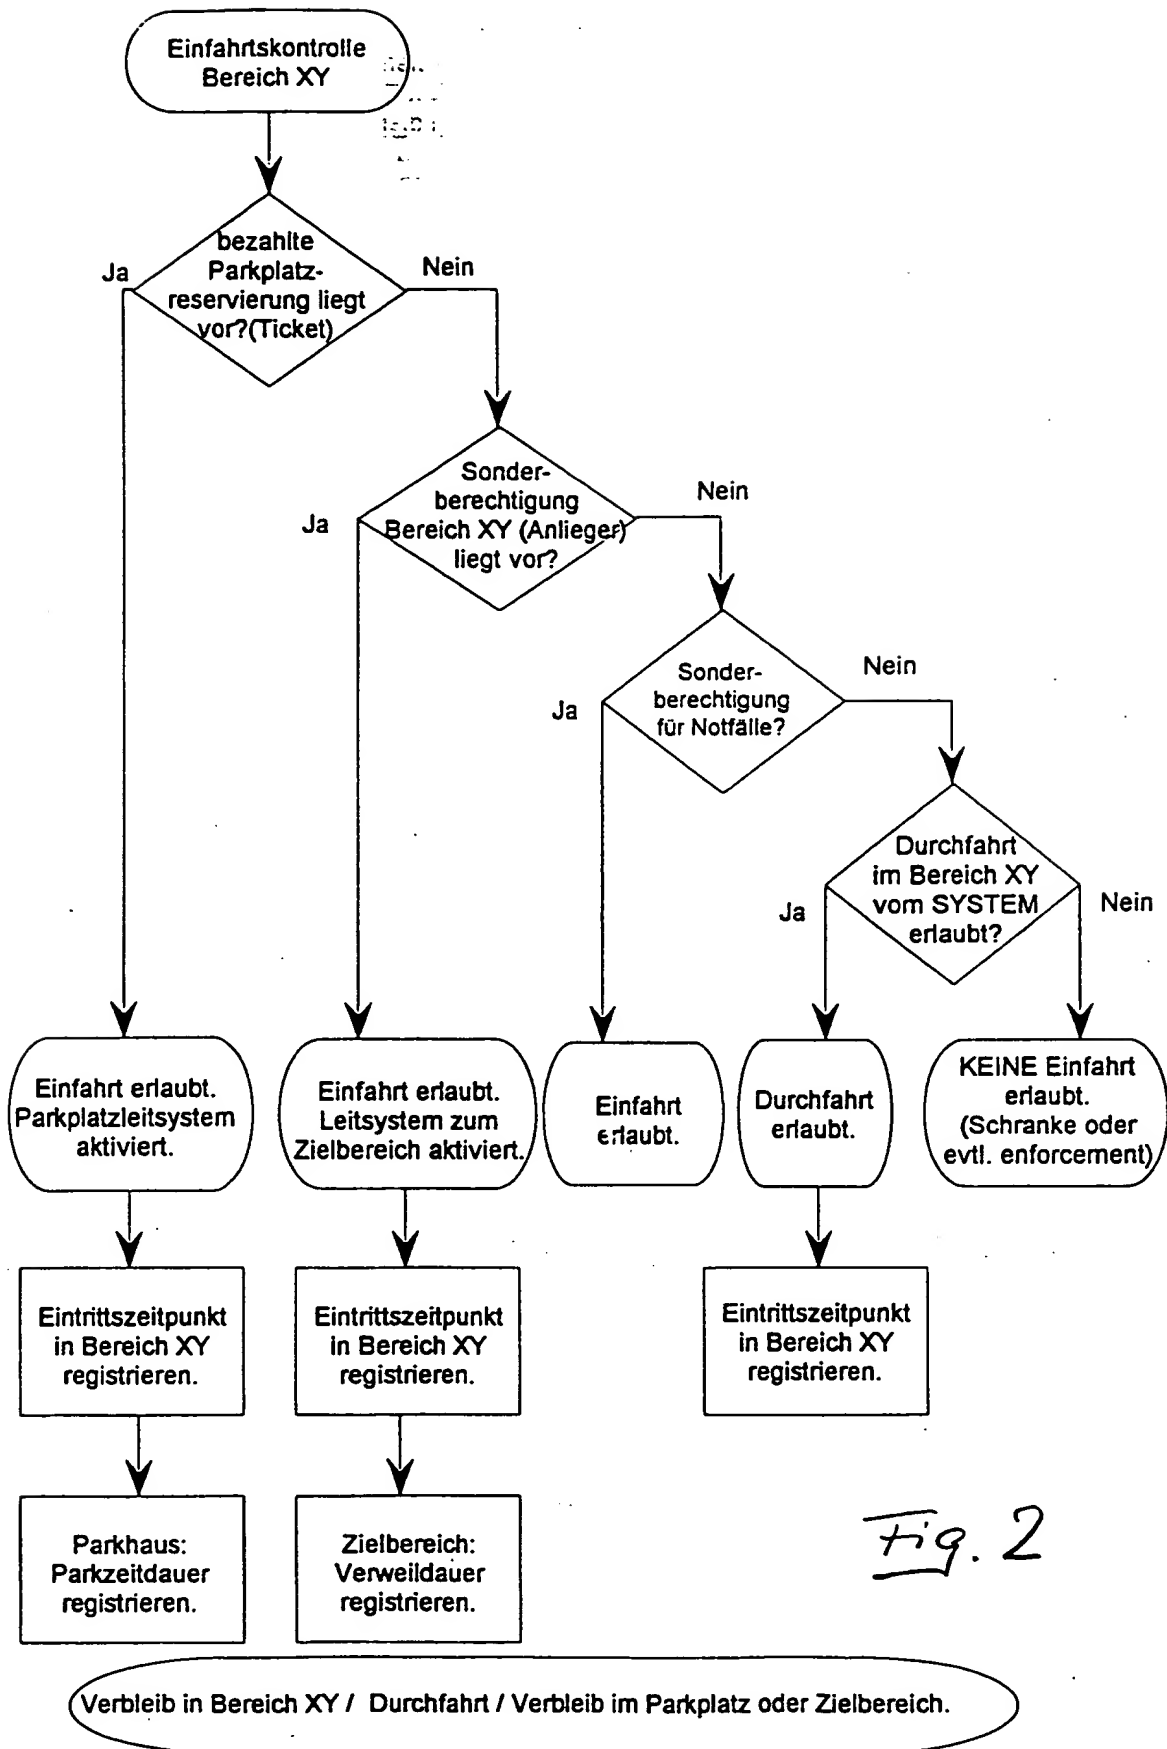 Einfahrtskontrolle
Bereich XY
bezahlte
Parkplatz-
reservierung liegt
vor?(Ticket)
Ja
Nein
Sonder-
berechtigung
Bereich XY (Anlieger)
liegt vor?
Ja
Nein
Sonder-
berechtigung
für Notfälle?
Ja
Nein
Durchfahrt
im Bereich XY
vom SYSTEM
erlaubt?
Ja
Nein
Einfahrt erlaubt.
Parkplatzleitsystem
aktiviert.
Einfahrt erlaubt.
Leitsystem zum
Zielbereich aktiviert.
Einfahrt
erlaubt.
Durchfahrt
erlaubt.
KEINE Einfahrt
erlaubt.
(Schranke oder
evtl. enforcement)
Eintrittszeitpunkt
in Bereich XY
registrieren.
Eintrittszeitpunkt
in Bereich XY
registrieren.
Eintrittszeitpunkt
in Bereich XY
registrieren.
Parkhaus:
Parkzeitdauer
registrieren.
Zielbereich:
Verweildauer
registrieren.
Fig. 2
Verbleib in Bereich XY / Durchfahrt / Verbleib im Parkplatz oder Zielbereich.